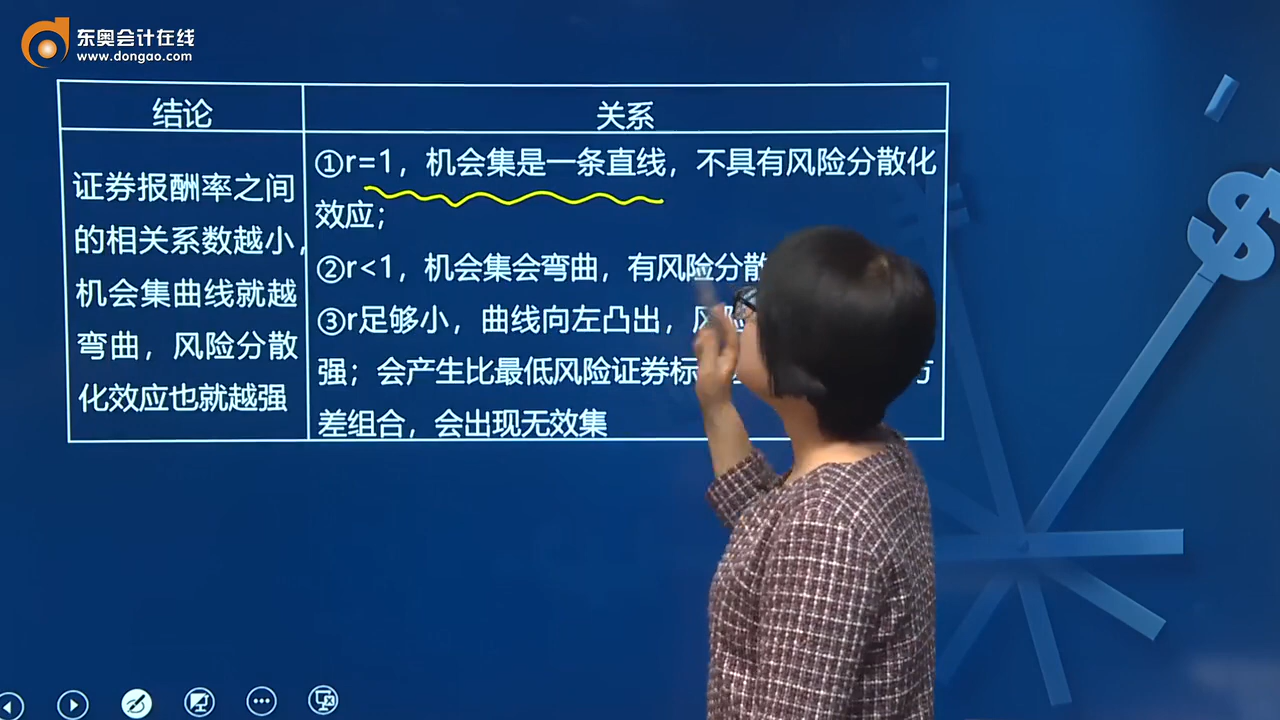 东奥会计在线
www.dongao.com
结论
关系
证券报酬率之间
的相关系数越小，
机会集曲线就越
弯曲，风险分散
化效应也就越强
①r=1，机会集是一条直线，不具有风险分散化
效应；
②r<1，机会集会弯曲，有风险分散
③r足够小，曲线向左凸出，风险
强；会产生比最低风险证券标
差组合，会出现无效集